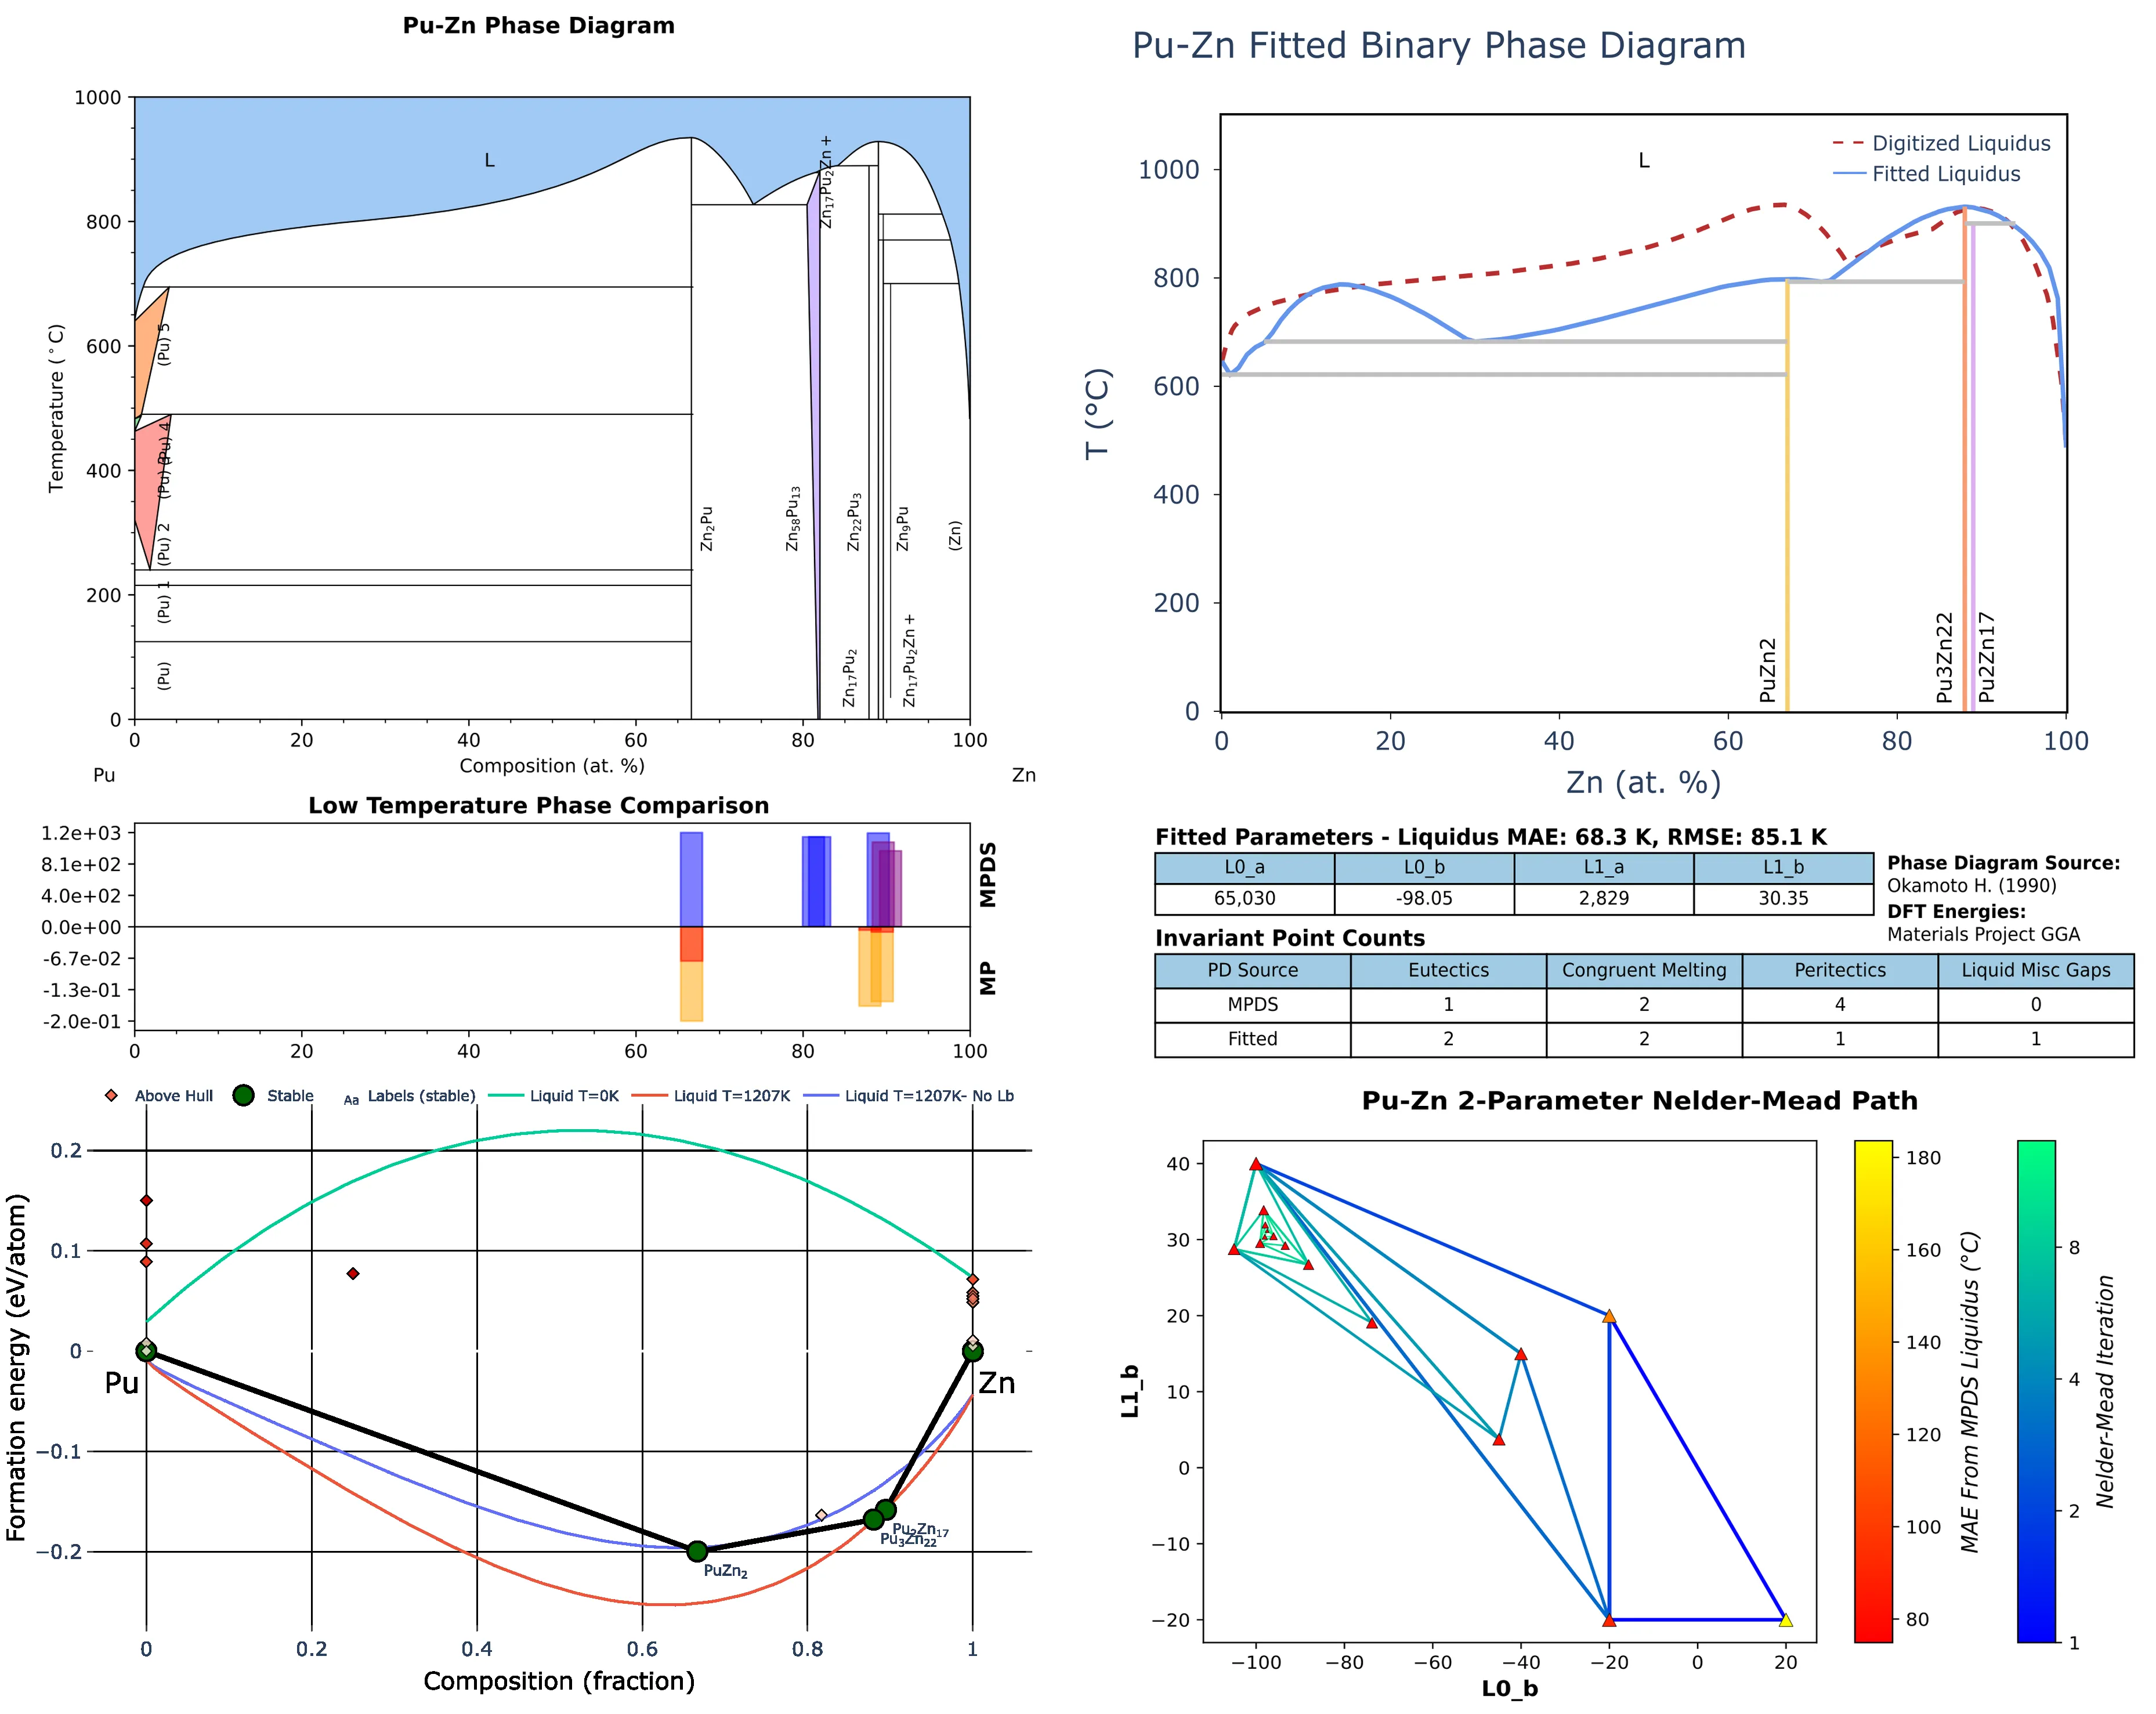 Pu-Zn Phase Diagram
1000
800
600
400
200
0
Temperature (°C)
L
(Pu) 5
(Pu) 4
(Pu) 3
(Pu) 2
(Pu) 1
(Pu)
Zn2Pu
Zn58Pu13
Zn17Pu2Zn+
Zn22Pu3
Zn17Pu2
Zn9Pu
Zn17Pu2Zn+
(Zn)
0 20 40 60 80 100
Composition (at. %)
Pu Zn
Pu-Zn Fitted Binary Phase Diagram
Digitized Liquidus
Fitted Liquidus
L
1000
800
600
400
200
0
T (°C)
PuZn2
Pu3Zn22
Pu2Zn17
0 20 40 60 80 100
Zn (at. %)
Low Temperature Phase Comparison
1.2e+03
8.1e+02
4.0e+02
0.0e+00
-6.7e-02
-1.3e-01
-2.0e-01
MPDS
MP
0 20 40 60 80 100
Fitted Parameters - Liquidus MAE: 68.3 K, RMSE: 85.1 K
L0_a L0_b L1_a L1_b
65,030 -98.05 2,829 30.35
Phase Diagram Source:
Okamoto H. (1990)
DFT Energies:
Materials Project GGA
Invariant Point Counts
PD Source Eutectics Congruent Melting Peritectics Liquid Misc Gaps
MPDS 1 2 4 0
Fitted 2 2 1 1
Above Hull Stable Aa Labels (stable) Liquid T=0K Liquid T=1207K Liquid T=1207K- No Lb
0.2
0.1
0
−0.1
−0.2
Formation energy (eV/atom)
Pu
Zn
Pu2Zn17
Pu3Zn22
PuZn2
0 0.2 0.4 0.6 0.8 1
Composition (fraction)
Pu-Zn 2-Parameter Nelder-Mead Path
40
30
20
10
0
−10
−20
L1_b
−100 −80 −60 −40 −20 0 20
L0_b
180
160
140
120
100
80
MAE From MPDS Liquidus (°C)
8
4
2
1
Nelder-Mead Iteration